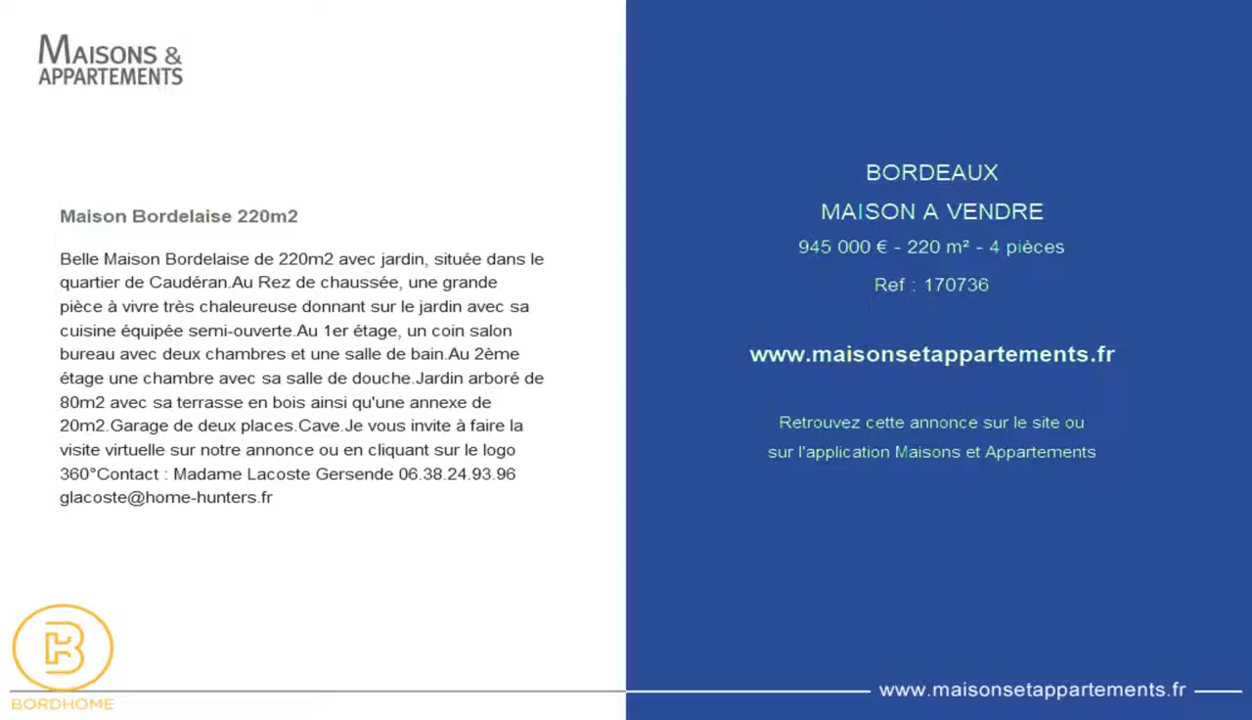 MAISONS &
APPARTEMENTS
Maison Bordelaise 220m2
Belle Maison Bordelaise de 220m2 avec jardin, située dans le
quartier de Caudéran.Au Rez de chaussée, une grande
pièce à vivre très chaleureuse donnant sur le jardin avec sa
cuisine équipée semi-ouverte.Au 1er étage, un coin salon
bureau avec deux chambres et une salle de bain.Au 2ème
étage une chambre avec sa salle de douche.Jardin arboré de
80m2 avec sa terrasse en bois ainsi qu'une annexe de
20m2.Garage de deux places.Cave.Je vous invite à faire la
visite virtuelle sur notre annonce ou en cliquant sur le logo
360°Contact : Madame Lacoste Gersende 06.38.24.93.96
glacoste@home-hunters.fr
BORDHOME
BORDEAUX
MAISON A VENDRE
945 000 € - 220 m² - 4 pièces
Ref : 170736
www.maisonsetappartements.fr
Retrouvez cette annonce sur le site ou
sur l'application Maisons et Appartements
www.maisonsetappartements.fr